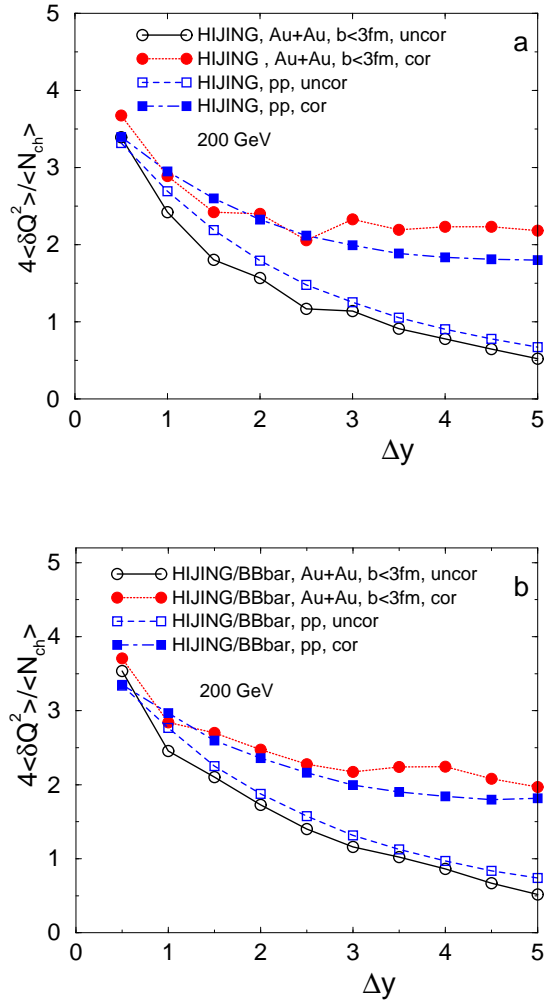 5
4
3
2
1
0
4<δQ²>/<N_ch>
HIJING, Au+Au, b<3fm, uncor
HIJING , Au+Au, b<3fm, cor
HIJING, pp, uncor
HIJING, pp, cor
a
200 GeV
0 1 2 3 4 5
Δy
5
4
3
2
1
0
4<δQ²>/<N_ch>
HIJING/BBbar, Au+Au, b<3fm, uncor
HIJING/BBbar, Au+Au, b<3fm, cor
HIJING/BBbar, pp, uncor
HIJING/BBbar, pp, cor
b
200 GeV
0 1 2 3 4 5
Δy